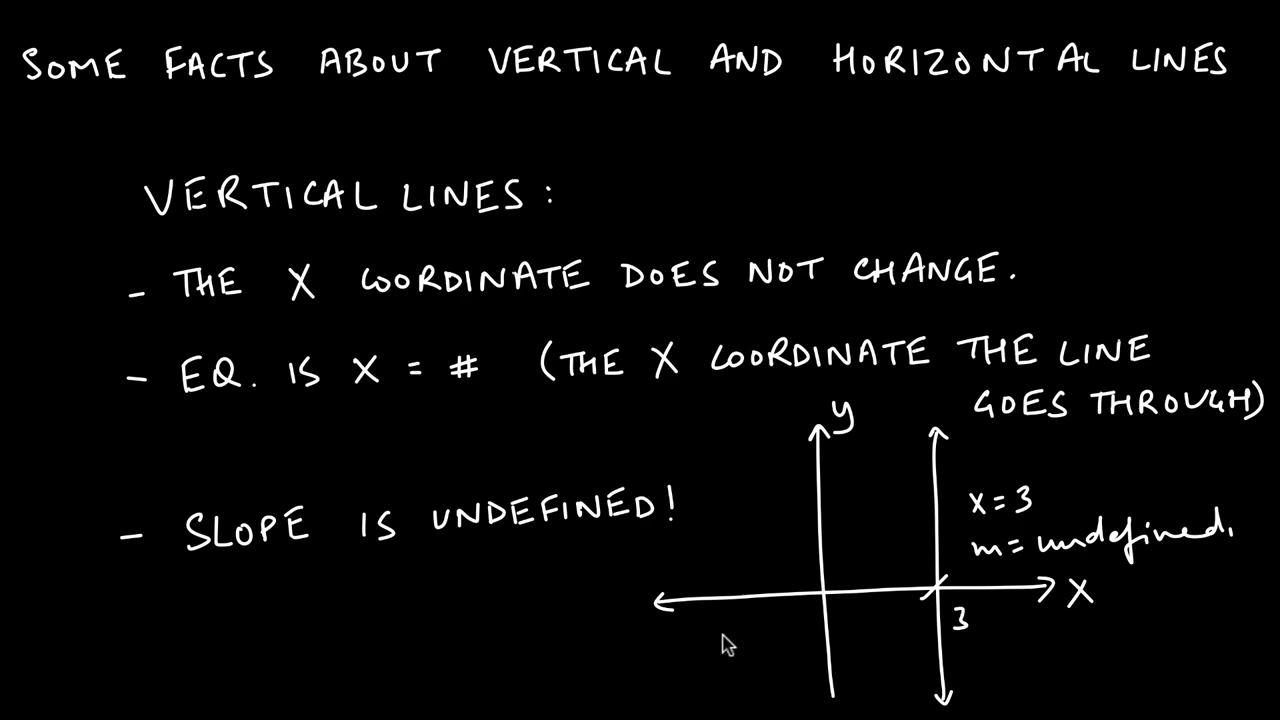 SOME FACTS ABOUT VERTICAL AND HORIZONTAL LINES
VERTICAL LINES:
- THE X COORDINATE DOES NOT CHANGE.
- EQ. IS X = # (THE X COORDINATE THE LINE
GOES THROUGH)
- SLOPE IS UNDEFINED!
y
x = 3
m = undefined.
X
3